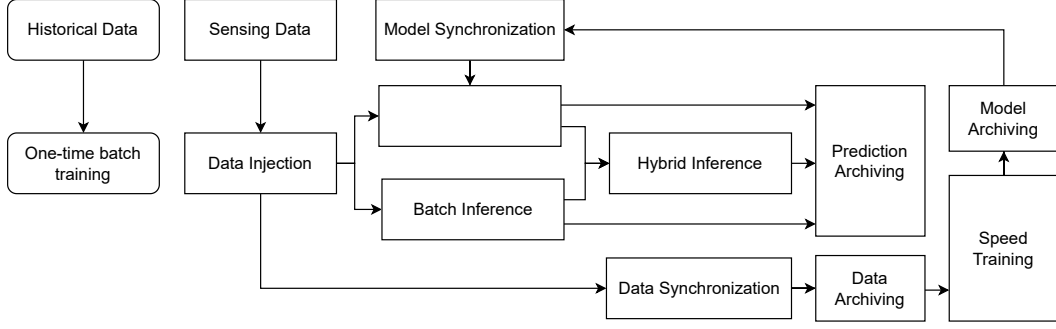 Historical Data
Sensing Data
Model Synchronization
One-time batch
training
Data Injection
Batch Inference
Hybrid Inference
Prediction
Archiving
Model
Archiving
Speed
Training
Data Synchronization
Data
Archiving